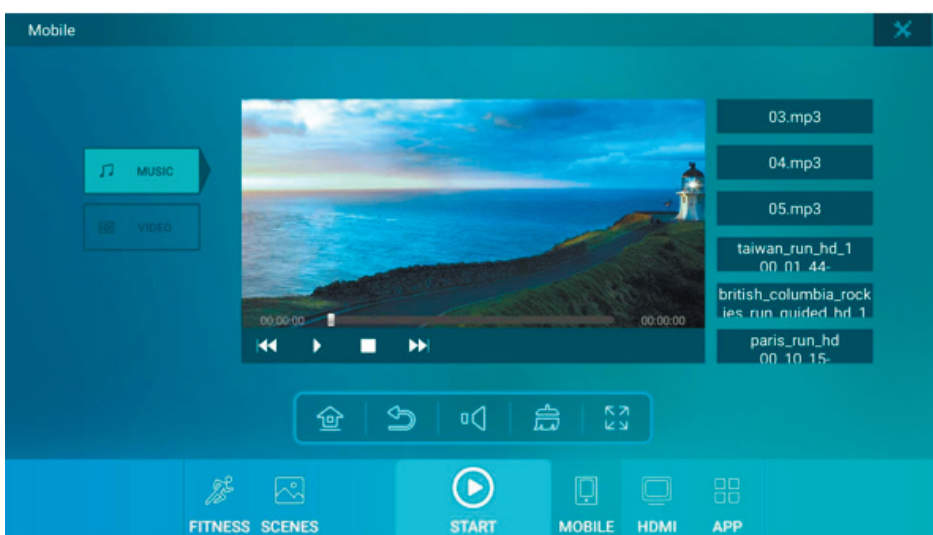 Mobile
MUSIC
VIDEO
00:00:00
00:00:00
03.mp3
04.mp3
05.mp3
taiwan_run_hd_1
00_01_44-
british_columbia_rock
ies_run_guided_hd_1
paris_run_hd
00_10_15-
FITNESS SCENES START MOBILE HDMI APP